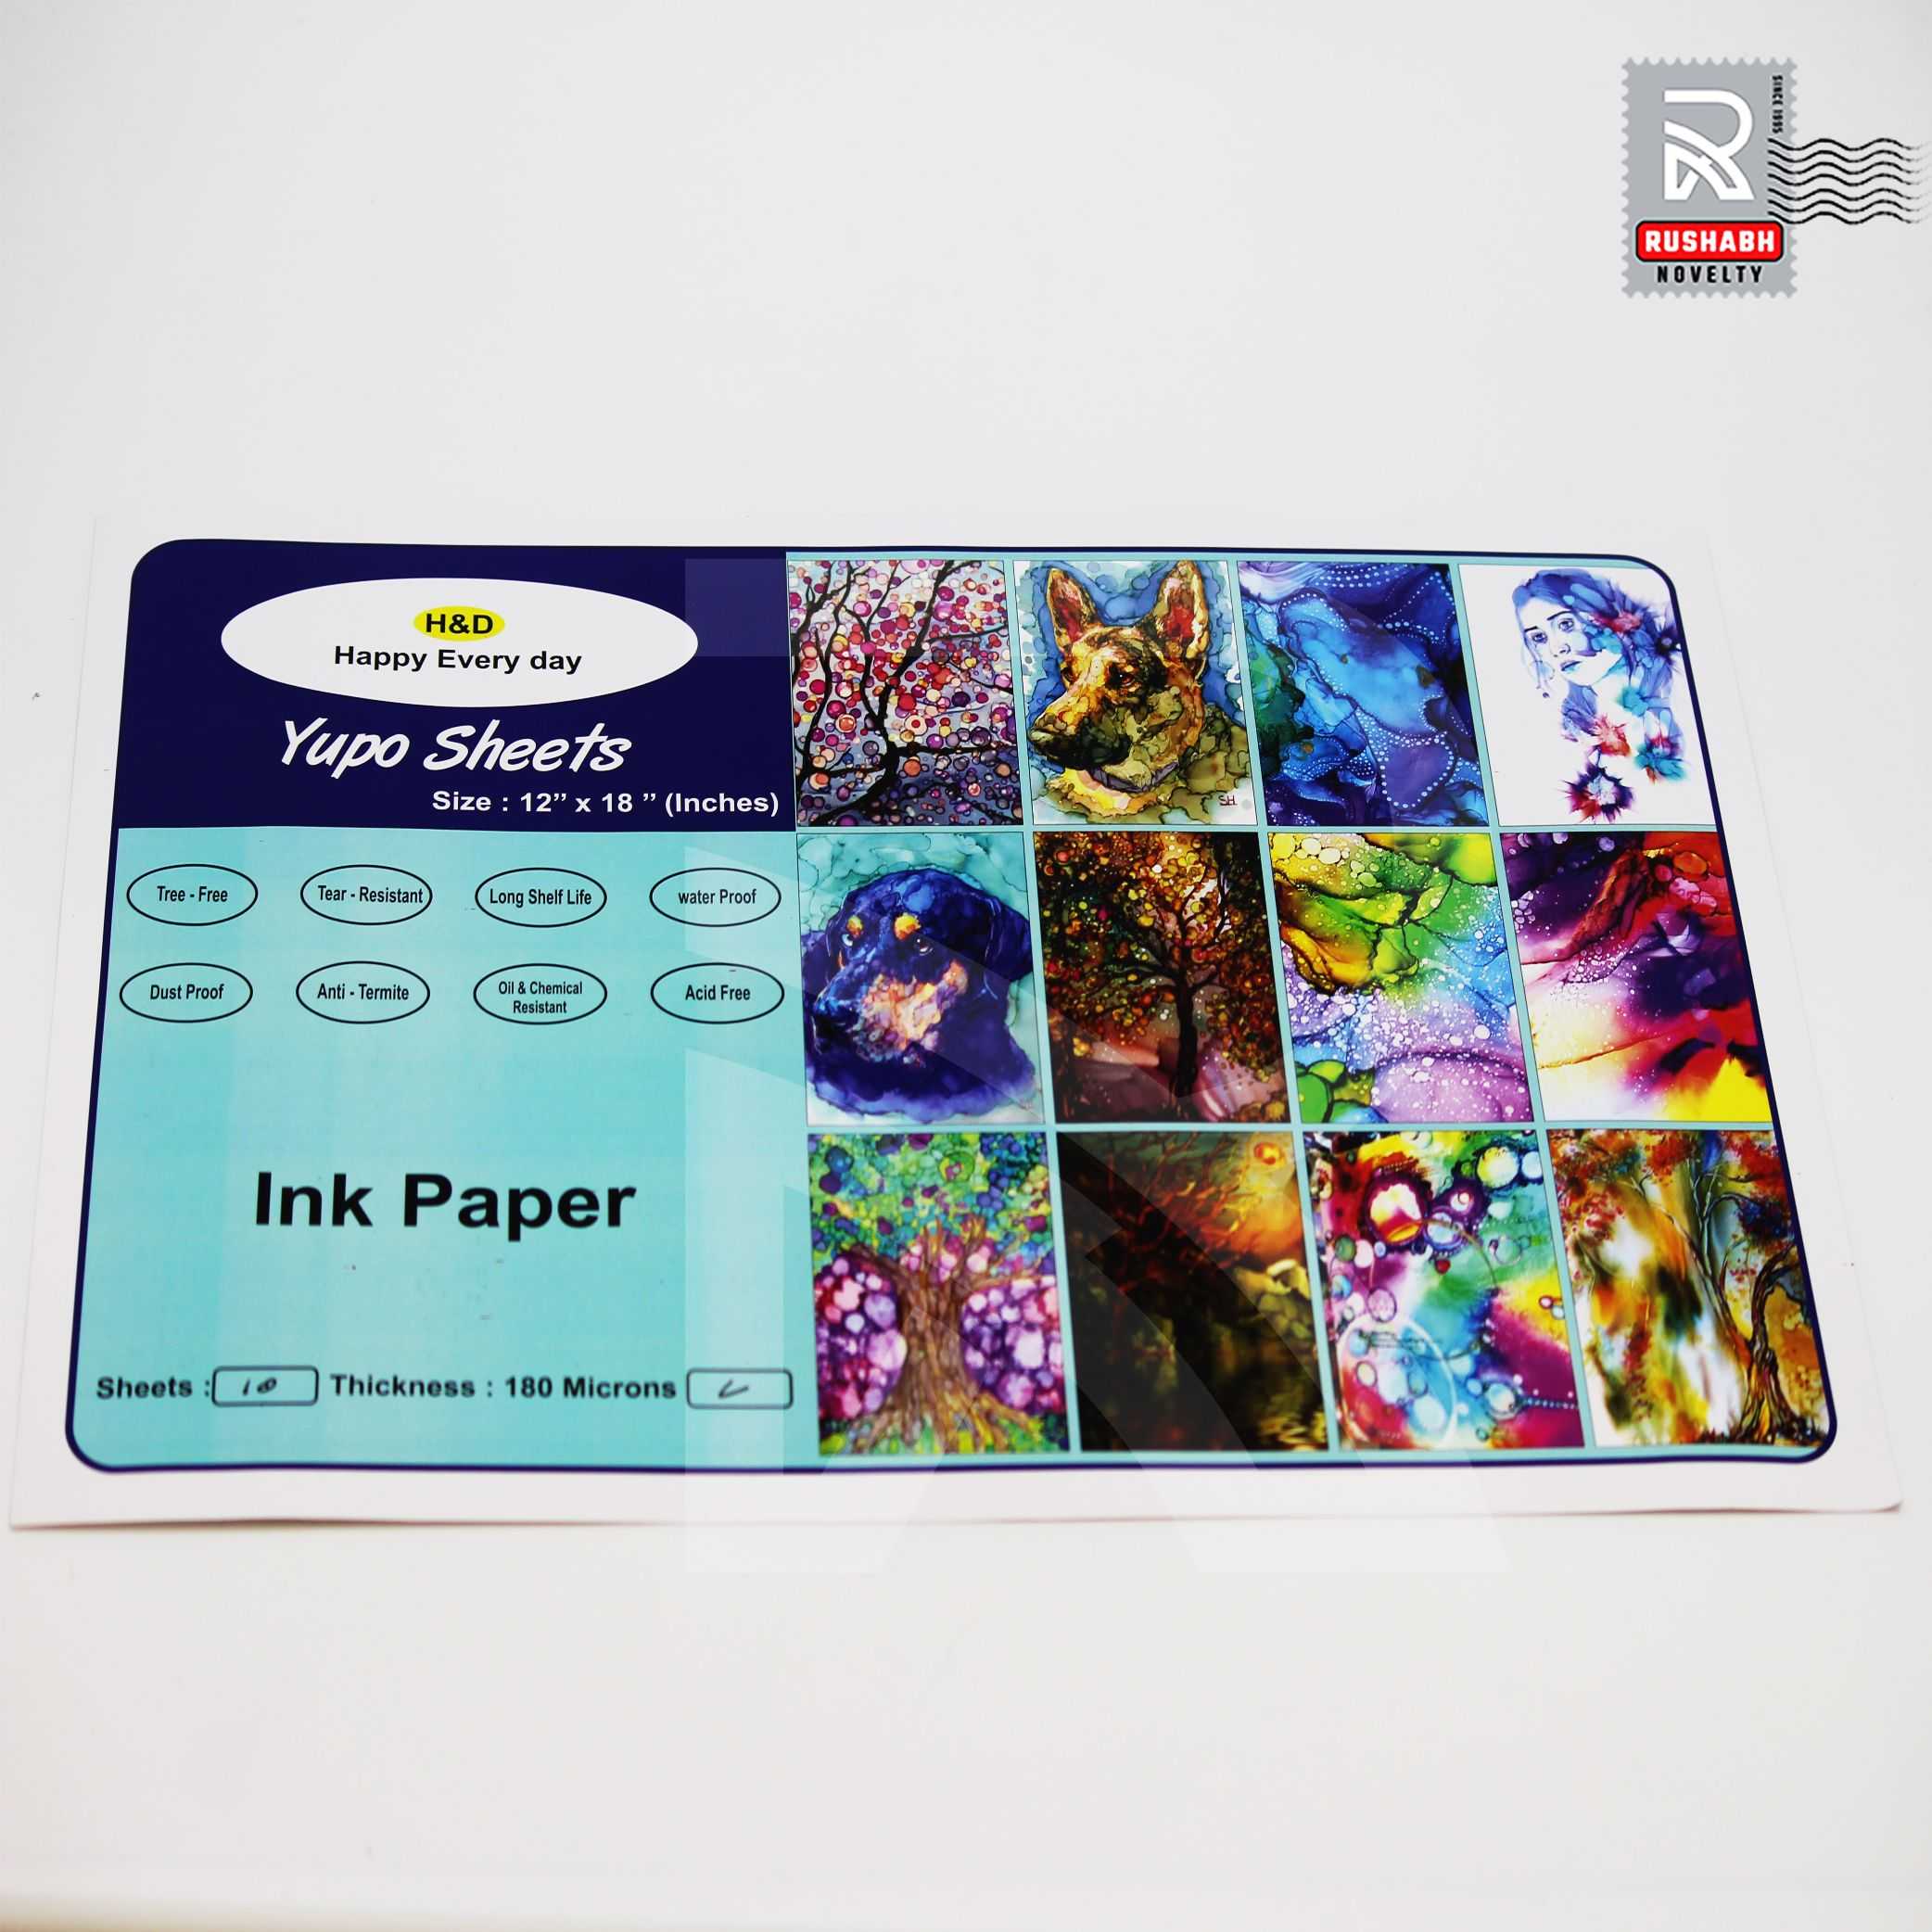 SINCE 1995
RUSHABH
NOVELTY
H&D
Happy Every day
Yupo Sheets
Size : 12” x 18 ” (Inches)
Tree - Free
Tear - Resistant
Long Shelf Life
water Proof
Dust Proof
Anti - Termite
Oil & Chemical
Resistant
Acid Free
Ink Paper
Sheets : 10 Thickness : 180 Microns
S.H.